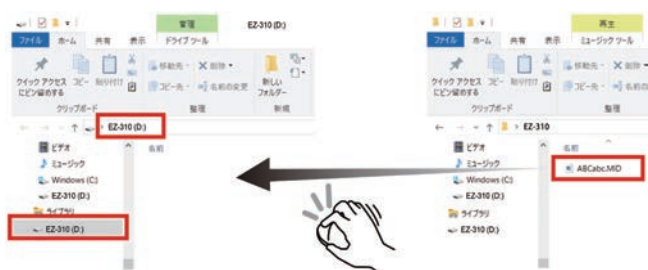 管理
EZ-310 (D:)
ファイル ホーム 共有 表示 ドライブ ツール
クイック アクセス
にピン留めする
コピー
貼り付け
移動先
削除
コピー先
名前の変更
新しい
フォルダー
クリップボード
整理
新規
EZ-310 (D:)
名前
ビデオ
ミュージック
Windows (C:)
EZ-310 (D:)
ライブラリ
EZ-310 (D:)
再生
ファイル ホーム 共有 表示 ミュージック ツール
クイック アクセス
にピン留めする
コピー
貼り付け
移動先
削除
コピー先
名前の変更
クリップボード
整理
EZ-310
名前
ABCabc.MID
ビデオ
ミュージック
Windows (C:)
EZ-310 (D:)
ライブラリ
EZ-310 (D:)